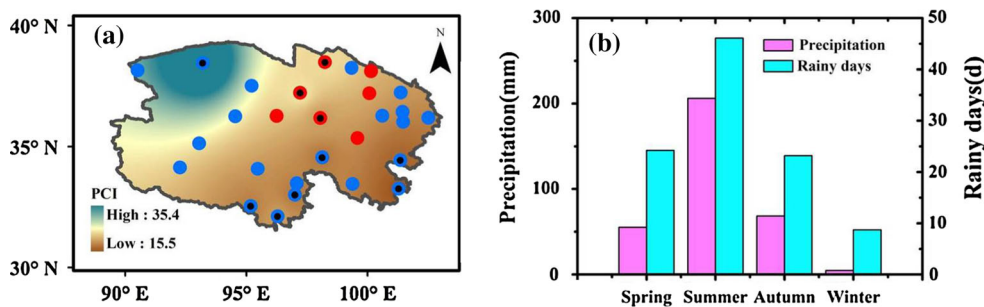 40° N
35° N
30° N
(a)
N
PCI
High : 35.4
Low : 15.5
90° E
95° E
100° E
(b)
Precipitation
Rainy days
Precipitation(mm)
300
200
100
0
Rainy days(d)
50
40
30
20
10
0
Spring
Summer
Autumn
Winter